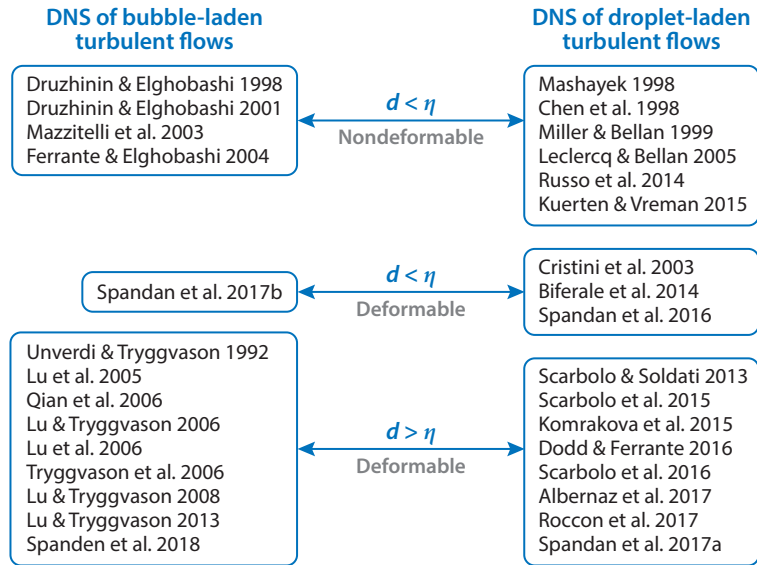 DNS of bubble-laden
turbulent flows
DNS of droplet-laden
turbulent flows
Druzhinin & Elghobashi 1998
Druzhinin & Elghobashi 2001
Mazzitelli et al. 2003
Ferrante & Elghobashi 2004
d < η
Nondeformable
Mashayek 1998
Chen et al. 1998
Miller & Bellan 1999
Leclercq & Bellan 2005
Russo et al. 2014
Kuerten & Vreman 2015
Spandan et al. 2017b
d < η
Deformable
Cristini et al. 2003
Biferale et al. 2014
Spandan et al. 2016
Unverdi & Tryggvason 1992
Lu et al. 2005
Qian et al. 2006
Lu & Tryggvason 2006
Lu et al. 2006
Tryggvason et al. 2006
Lu & Tryggvason 2008
Lu & Tryggvason 2013
Spanden et al. 2018
d > η
Deformable
Scarbolo & Soldati 2013
Scarbolo et al. 2015
Komrakova et al. 2015
Dodd & Ferrante 2016
Scarbolo et al. 2016
Albernaz et al. 2017
Roccon et al. 2017
Spandan et al. 2017a